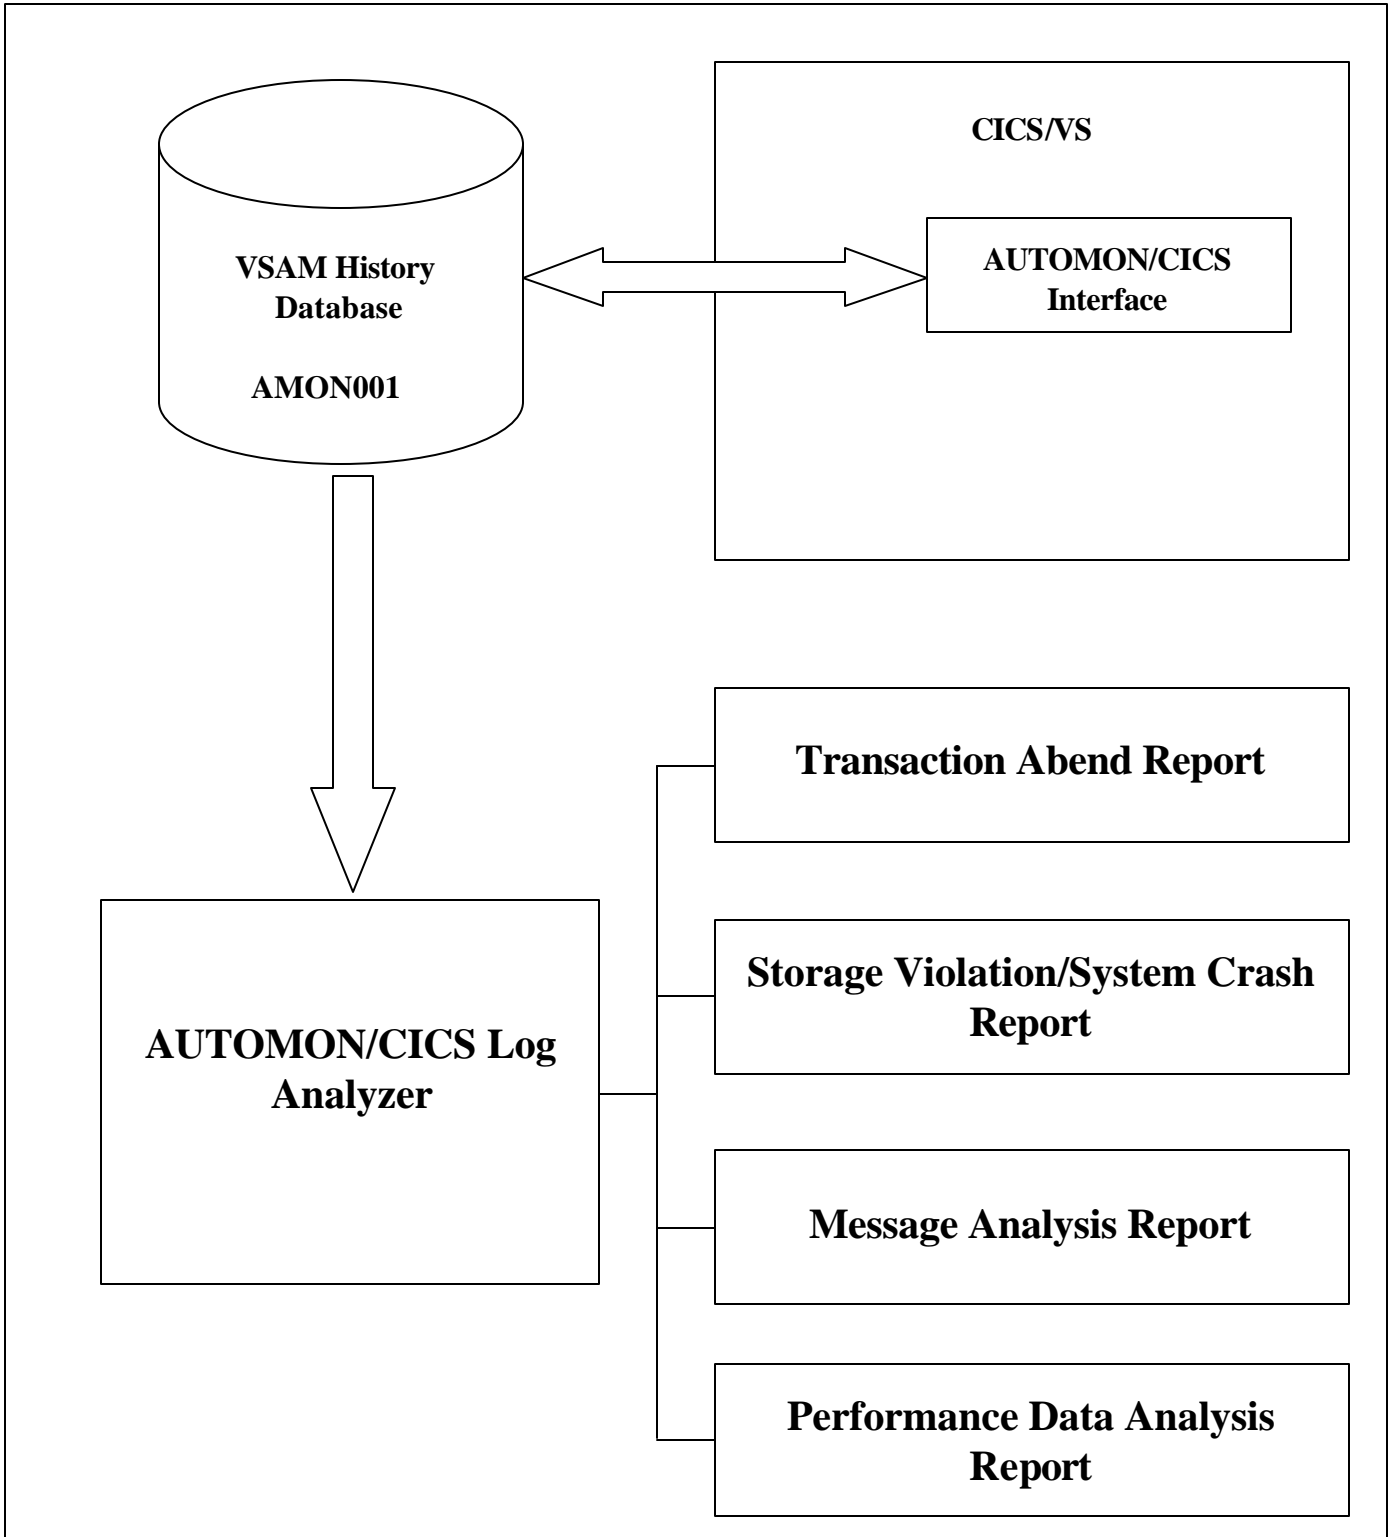 CICS/VS
VSAM History
Database
AMON001
AUTOMON/CICS
Interface
Transaction Abend Report
Storage Violation/System Crash
Report
AUTOMON/CICS Log
Analyzer
Message Analysis Report
Performance Data Analysis
Report